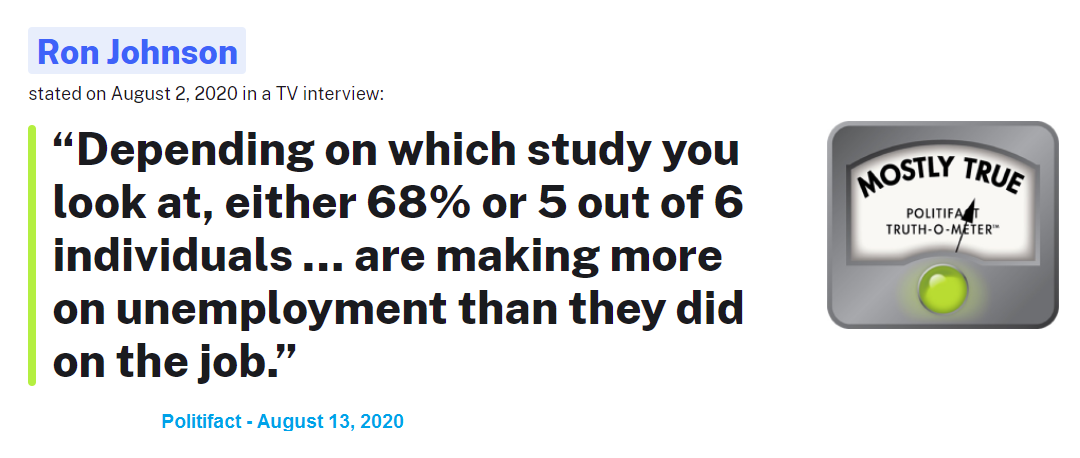 Ron Johnson
stated on August 2, 2020 in a TV interview:
“Depending on which study you
look at, either 68% or 5 out of 6
individuals ... are making more
on unemployment than they did
on the job.”
MOSTLY TRUE
POLITIFACT
TRUTH-O-METER™
Politifact - August 13, 2020